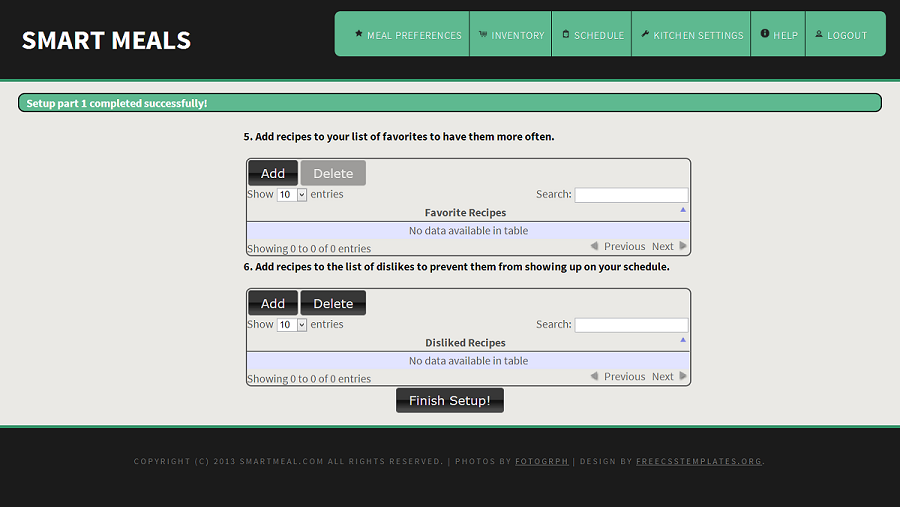 SMART MEALS
MEAL PREFERENCES INVENTORY SCHEDULE KITCHEN SETTINGS HELP LOGOUT
Setup part 1 completed successfully!
5. Add recipes to your list of favorites to have them more often.
Add Delete
Show 10 entries Search:
Favorite Recipes
No data available in table
Showing 0 to 0 of 0 entries Previous Next
6. Add recipes to the list of dislikes to prevent them from showing up on your schedule.
Add Delete
Show 10 entries Search:
Disliked Recipes
No data available in table
Showing 0 to 0 of 0 entries Previous Next
Finish Setup!
COPYRIGHT (C) 2013 SMARTMEAL.COM ALL RIGHTS RESERVED. | PHOTOS BY FOTOGRPH | DESIGN BY FREECSSTEMPLATES.ORG.